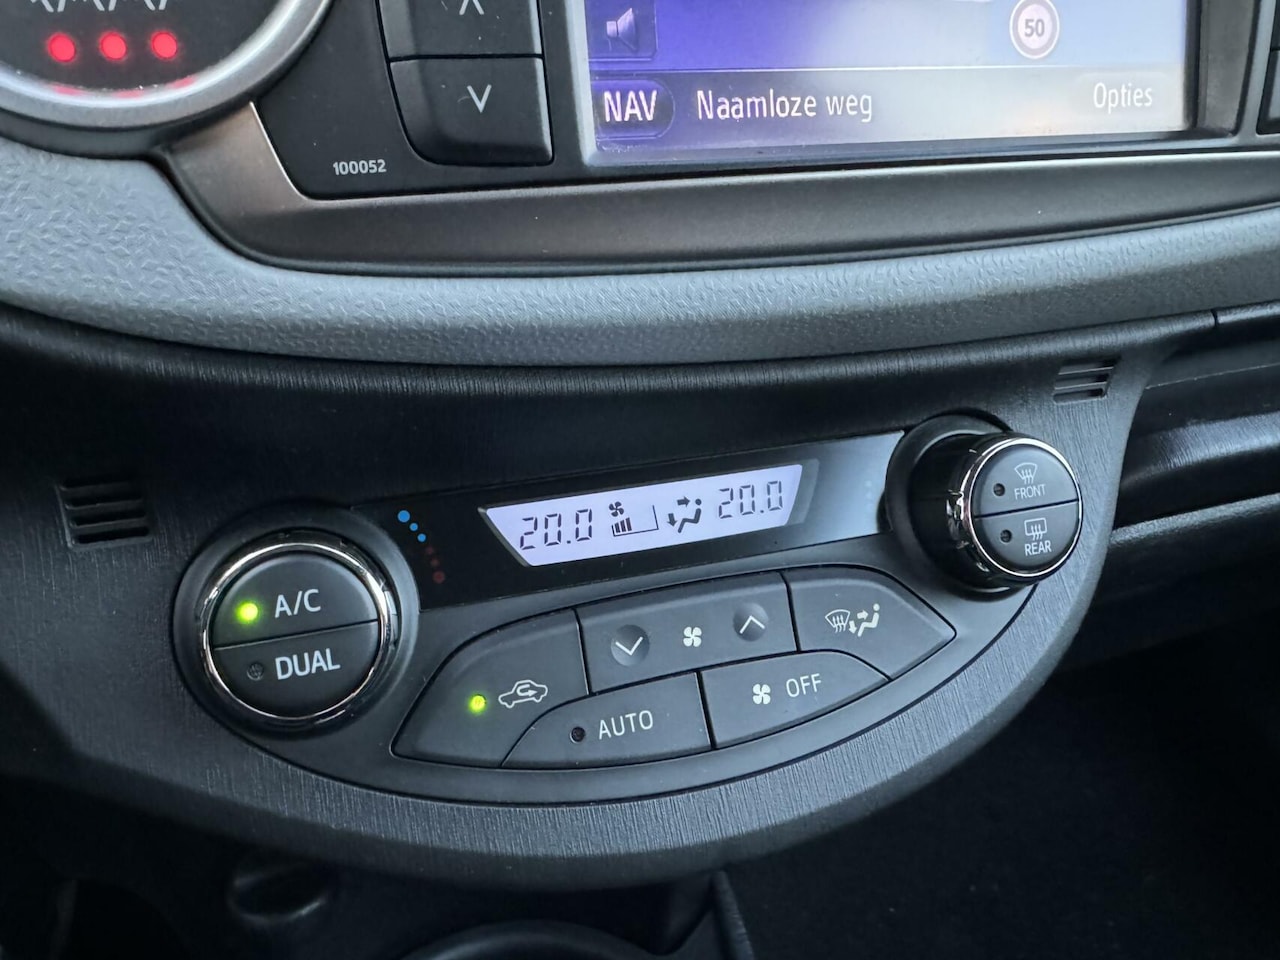 50
NAV Naamloze weg Opties
100052
20.0 20.0
FRONT
REAR
A/C
DUAL
AUTO
OFF